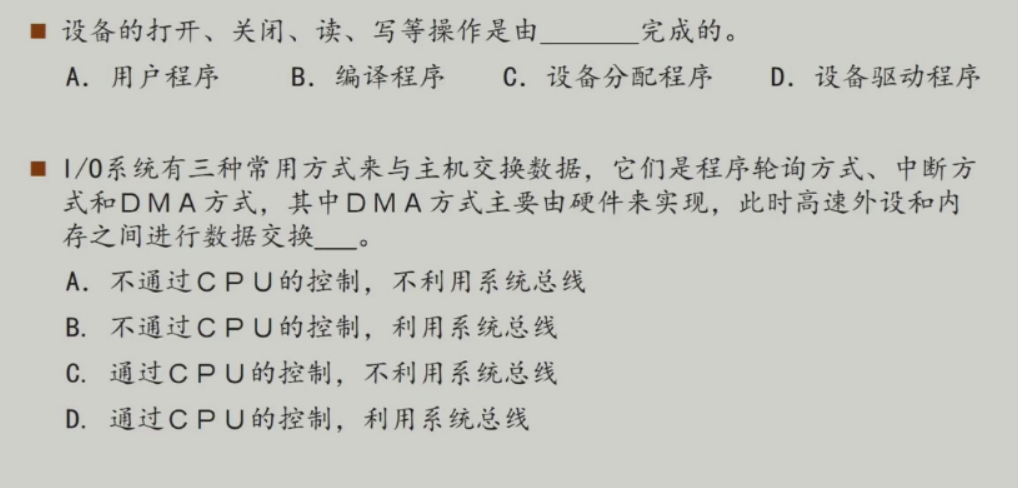 ■ 设备的打开、关闭、读、写等操作是由______完成的。
A. 用户程序 B. 编译程序 C. 设备分配程序 D. 设备驱动程序
■ I/O系统有三种常用方式来与主机交换数据，它们是程序轮询方式、中断方
式和DMA方式，其中DMA方式主要由硬件来实现，此时高速外设和内
存之间进行数据交换___。
A. 不通过CPU的控制，不利用系统总线
B. 不通过CPU的控制，利用系统总线
C. 通过CPU的控制，不利用系统总线
D. 通过CPU的控制，利用系统总线